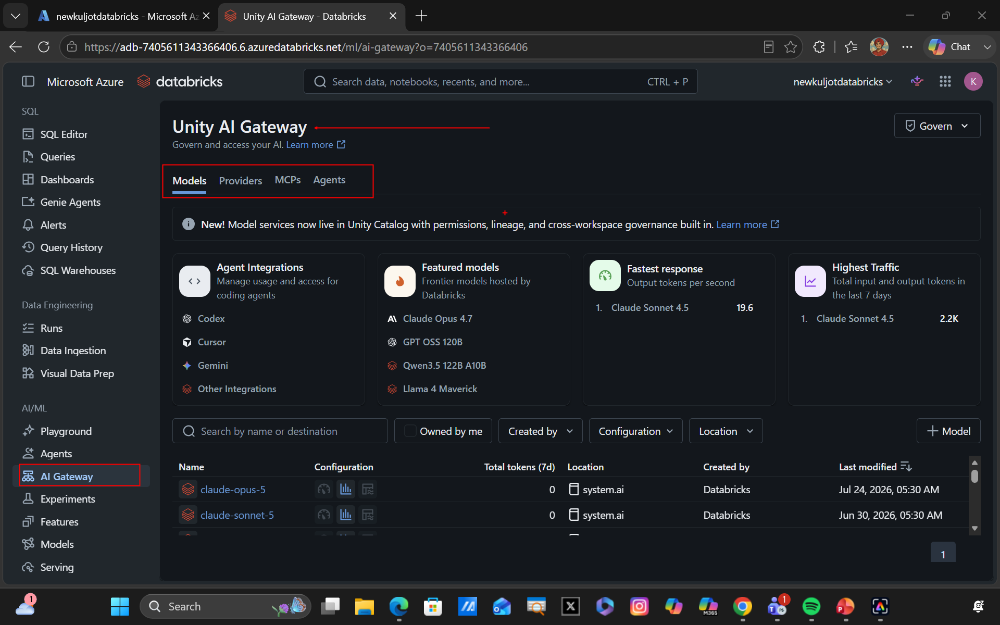 newkuljotdatabricks - Microsoft Az
Unity AI Gateway - Databricks
https://adb-7405611343366406.6.azuredatabricks.net/ml/ai-gateway?o=7405611343366406
Chat
Microsoft Azure
databricks
Search data, notebooks, recents, and more...
CTRL + P
newkuljotdatabricks
K
SQL
SQL Editor
Queries
Dashboards
Genie Agents
Alerts
Query History
SQL Warehouses
Data Engineering
Runs
Data Ingestion
Visual Data Prep
AI/ML
Playground
Agents
AI Gateway
Experiments
Features
Models
Serving
Unity AI Gateway
Govern
Govern and access your AI. Learn more
Models Providers MCPs Agents
New! Model services now live in Unity Catalog with permissions, lineage, and cross-workspace governance built in. Learn more
Agent Integrations
Manage usage and access for
coding agents
Codex
Cursor
Gemini
Other Integrations
Featured models
Frontier models hosted by
Databricks
Claude Opus 4.7
GPT OSS 120B
Qwen3.5 122B A10B
Llama 4 Maverick
Fastest response
Output tokens per second
1. Claude Sonnet 4.5 19.6
Highest Traffic
Total input and output tokens in
the last 7 days
1. Claude Sonnet 4.5 2.2K
Search by name or destination
Owned by me
Created by
Configuration
Location
Model
Name Configuration Total tokens (7d) Location Created by Last modified
claude-opus-5 0 system.ai Databricks Jul 24, 2026, 05:30 AM
claude-sonnet-5 0 system.ai Databricks Jun 30, 2026, 05:30 AM
1
1
Search
M365
1